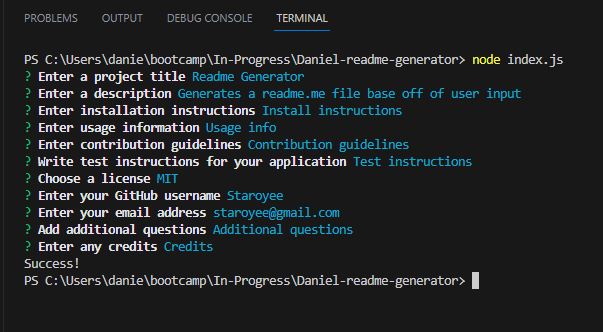 PROBLEMS OUTPUT DEBUG CONSOLE TERMINAL
PS C:\Users\danie\bootcamp\In-Progress\Daniel-readme-generator> node index.js
? Enter a project title Readme Generator
? Enter a description Generates a readme.me file base off of user input
? Enter installation instructions Install instructions
? Enter usage information Usage info
? Enter contribution guidelines Contribution guidelines
? Write test instructions for your application Test instructions
? Choose a license MIT
? Enter your GitHub username Staroyee
? Enter your email address staroyee@gmail.com
? Add additional questions Additional questions
? Enter any credits Credits
Success!
PS C:\Users\danie\bootcamp\In-Progress\Daniel-readme-generator>